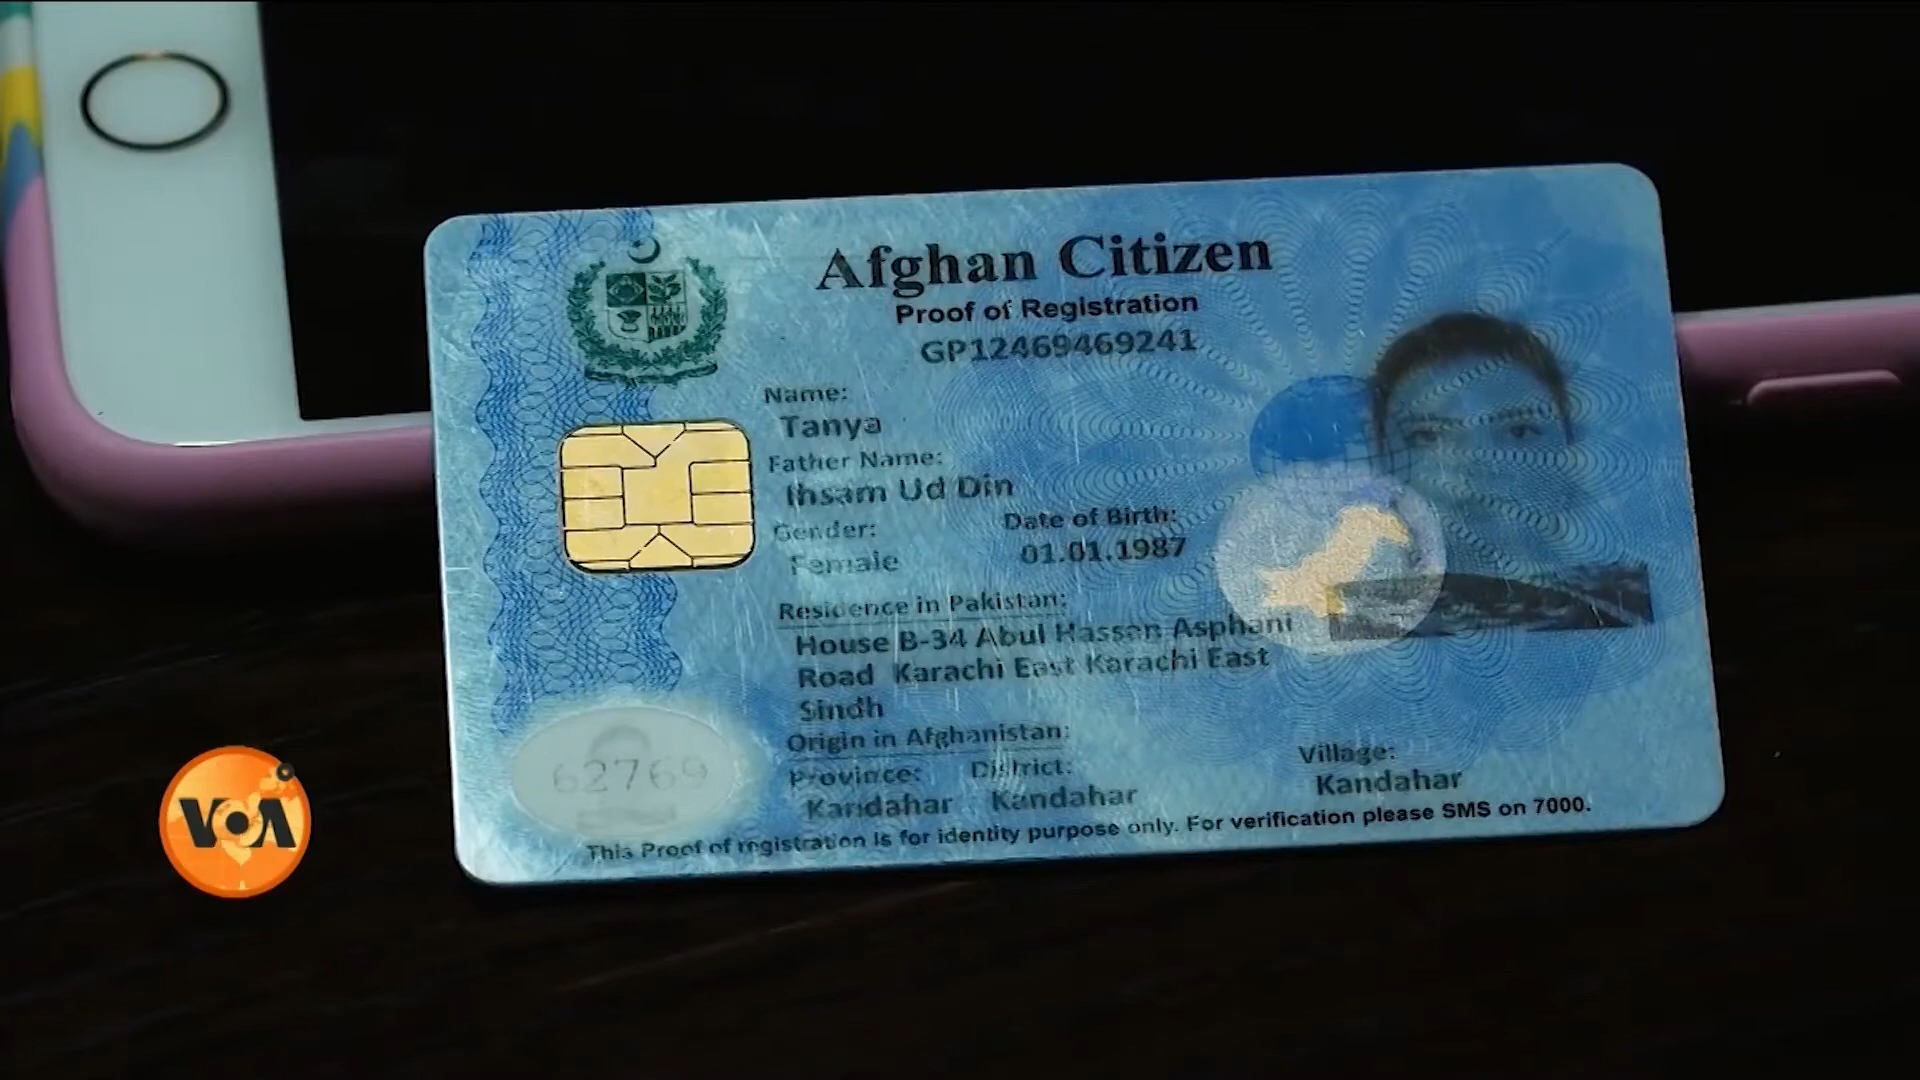 Afghan Citizen
Proof of Registration
GP12469469241
Name:
Tanya
Father Name:
Ihsam Ud Din
Gender: Date of Birth:
Female 01.01.1987
Residence in Pakistan:
House B-34 Abul Hassan Asphani
Road Karachi East Karachi East
Sindh
Origin in Afghanistan:
Province: District: Village:
Kandahar Kandahar Kandahar
This Proof of registration is for identity purpose only. For verification please SMS on 7000.
62769
VOA